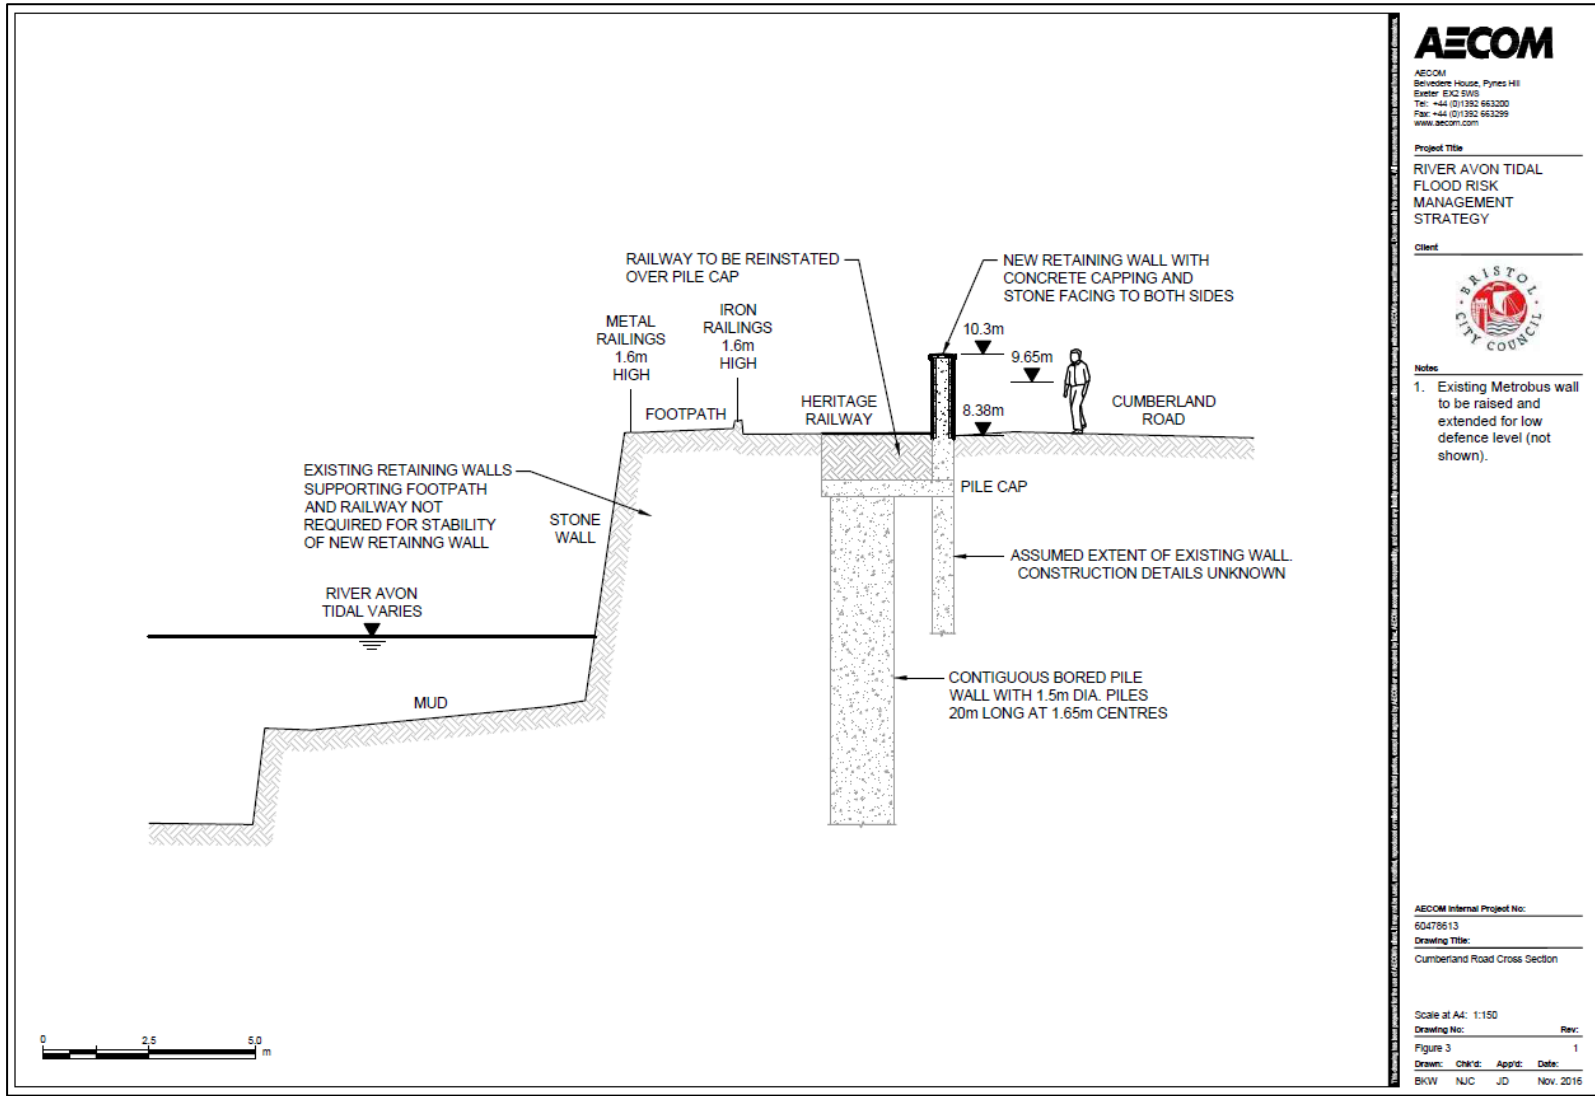 RAILWAY TO BE REINSTATED
OVER PILE CAP
NEW RETAINING WALL WITH
CONCRETE CAPPING AND
STONE FACING TO BOTH SIDES
METAL
RAILINGS
1.6m
HIGH
IRON
RAILINGS
1.6m
HIGH
10.3m
9.65m
8.38m
FOOTPATH
HERITAGE
RAILWAY
CUMBERLAND
ROAD
EXISTING RETAINING WALLS
SUPPORTING FOOTPATH
AND RAILWAY NOT
REQUIRED FOR STABILITY
OF NEW RETAINNG WALL
STONE
WALL
PILE CAP
ASSUMED EXTENT OF EXISTING WALL.
CONSTRUCTION DETAILS UNKNOWN
RIVER AVON
TIDAL VARIES
MUD
CONTIGUOUS BORED PILE
WALL WITH 1.5m DIA. PILES
20m LONG AT 1.65m CENTRES
0 2.5 5.0
m
AECOM
AECOM
Belvedere House, Pynes Hill
Exeter EX2 5WS
Tel: +44 (0)1392 663200
Fax: +44 (0)1392 663299
www.aecom.com
Project Title
RIVER AVON TIDAL
FLOOD RISK
MANAGEMENT
STRATEGY
Client
BRISTOL
CITY COUNCIL
Notes
1. Existing Metrobus wall
to be raised and
extended for low
defence level (not
shown).
AECOM Internal Project No:
60478613
Drawing Title:
Cumberland Road Cross Section
Scale at A4: 1:150
Drawing No: Rev:
Figure 3 1
Drawn: Chk'd: App'd: Date:
BKW NJC JD Nov. 2016